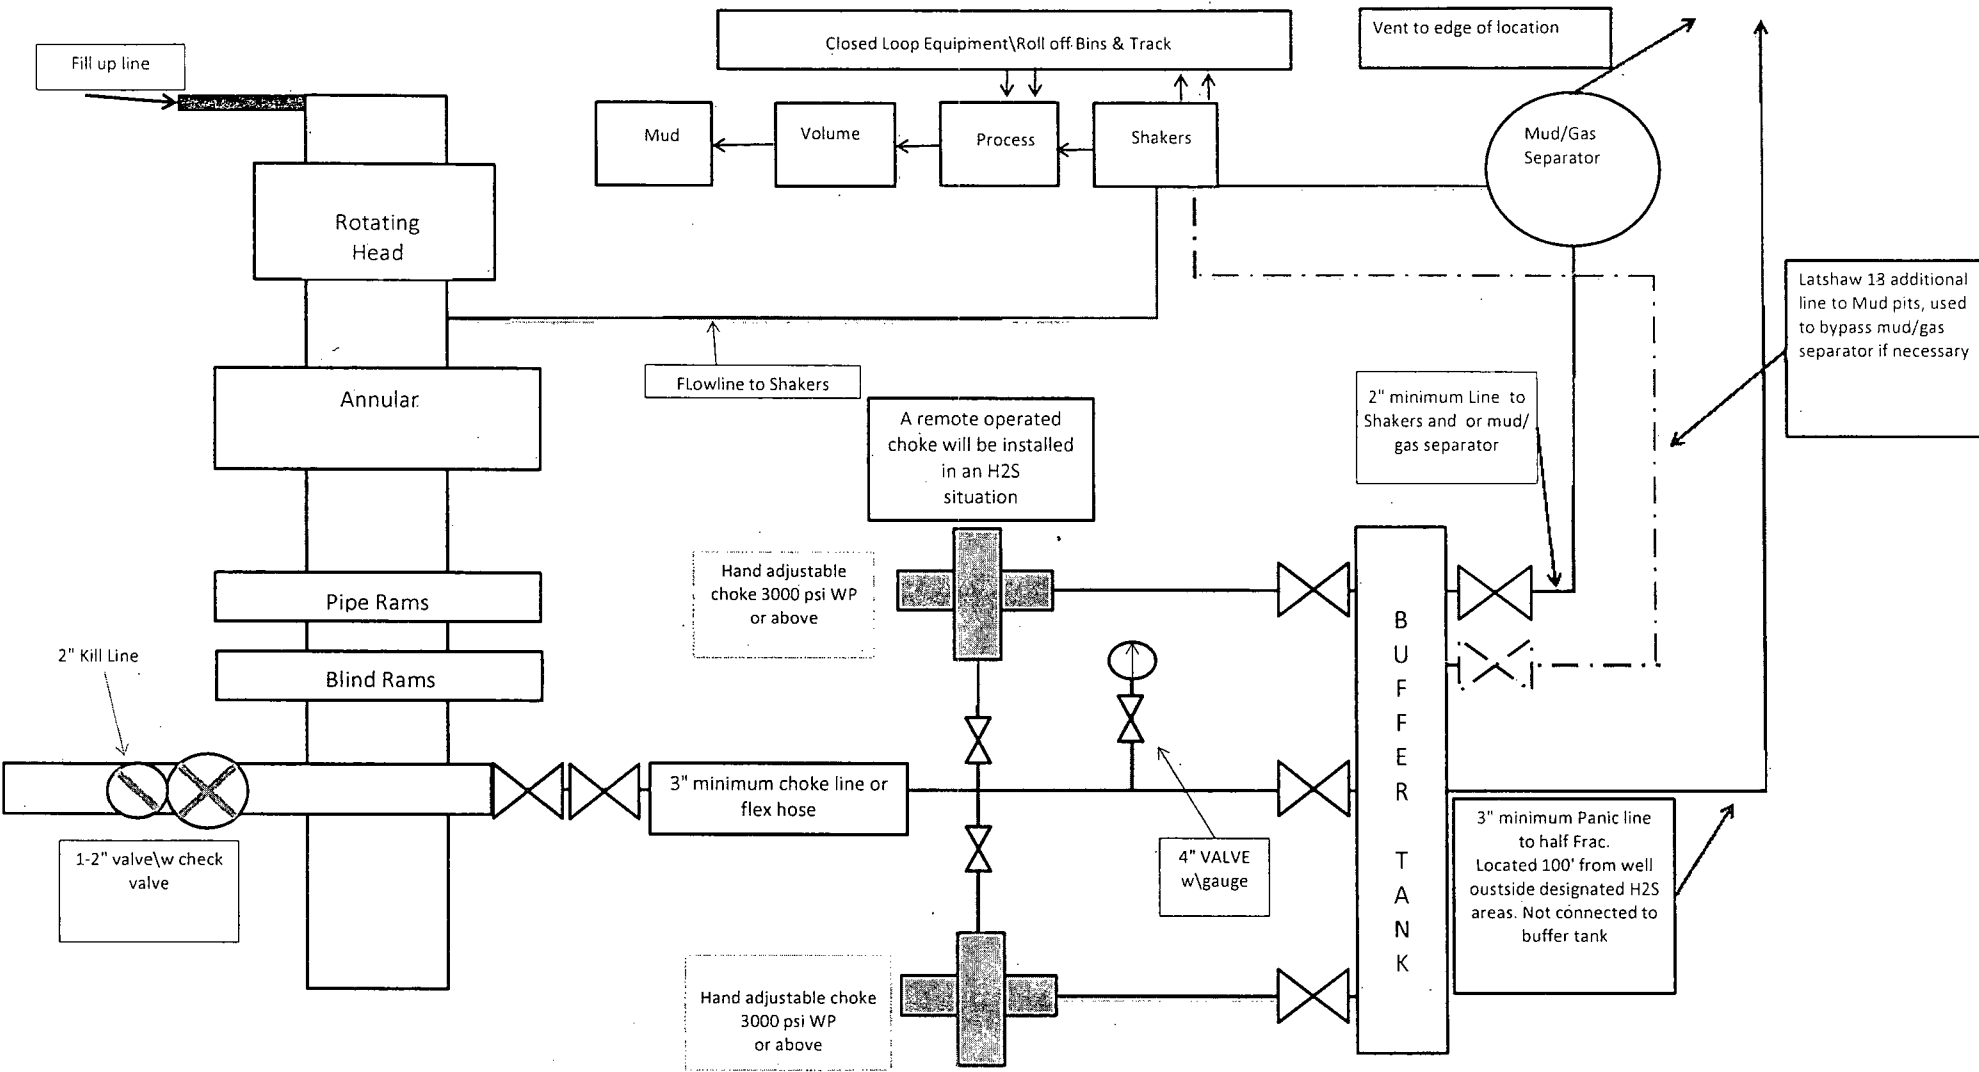 Closed Loop Equipment\Roll off Bins & Track
Vent to edge of location
Fill up line
Mud
Volume
Process
Shakers
Mud/Gas
Separator
Rotating
Head
Latshaw 13 additional
line to Mud pits, used
to bypass mud/gas
separator if necessary
FLowline to Shakers
Annular
A remote operated
choke will be installed
in an H2S
situation
2" minimum Line to
Shakers and or mud/
gas separator
Hand adjustable
choke 3000 psi WP
or above
Pipe Rams
Blind Rams
2" Kill Line
3" minimum choke line or
flex hose
1-2" valve\w check
valve
4" VALVE
w\gauge
B
U
F
F
E
R
T
A
N
K
3" minimum Panic line
to half Frac.
Located 100' from well
oustside designated H2S
areas. Not connected to
buffer tank
Hand adjustable choke
3000 psi WP
or above